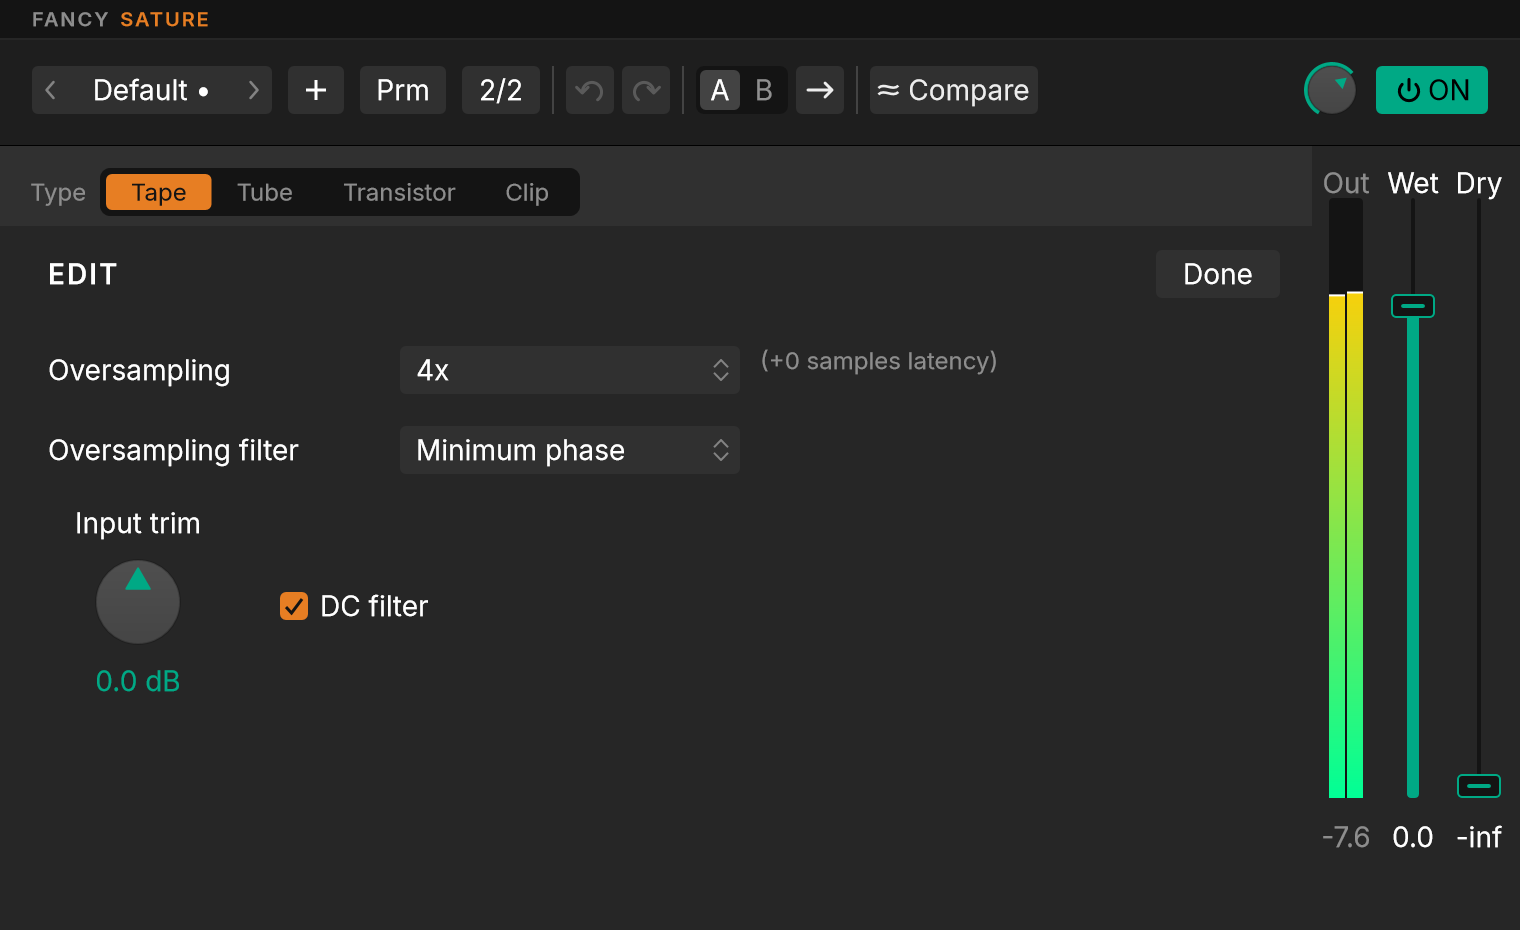 FANCY SATURE
Default • + Prm 2/2 A B → ≈ Compare ON
Type Tape Tube Transistor Clip
Out Wet Dry
EDIT Done
Oversampling 4x (+0 samples latency)
Oversampling filter Minimum phase
Input trim
DC filter
0.0 dB
-7.6 0.0 -inf